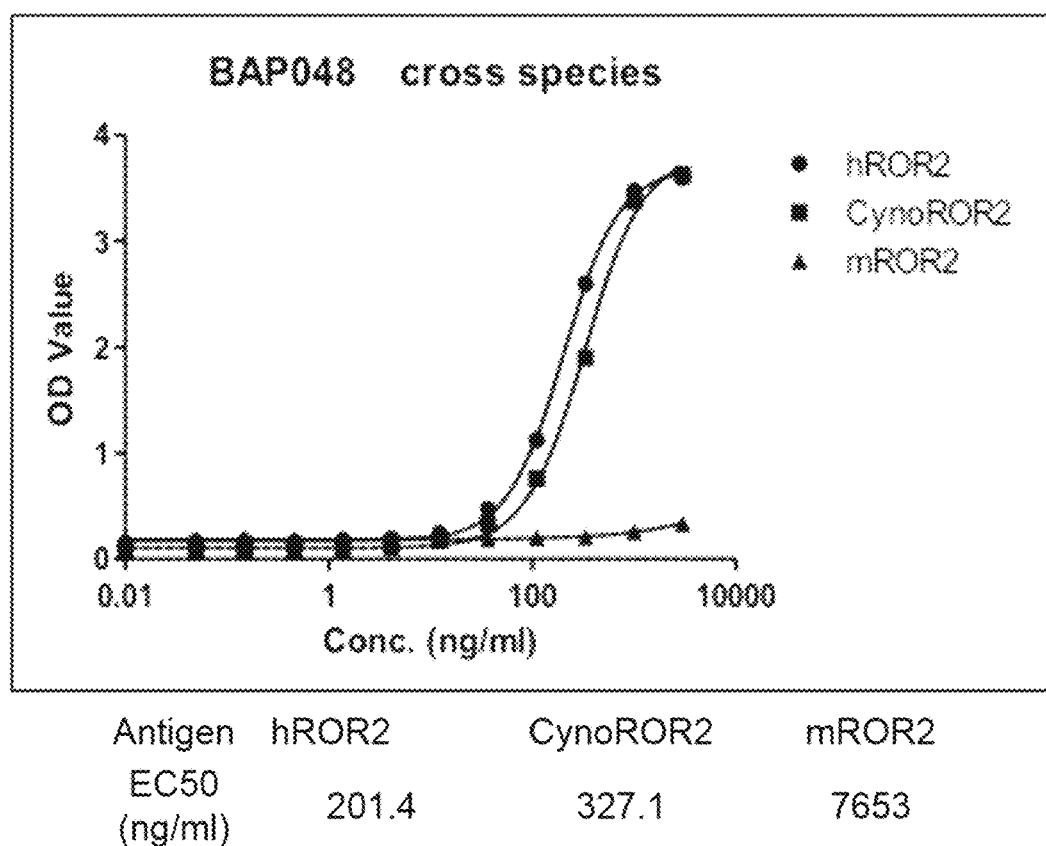 BAP048 cross species
4
3
2
1
0
OD Value
0.01 1 100 10000
Conc. (ng/ml)
hROR2
CynoROR2
mROR2
Antigen hROR2 CynoROR2 mROR2
EC50
(ng/ml) 201.4 327.1 7653